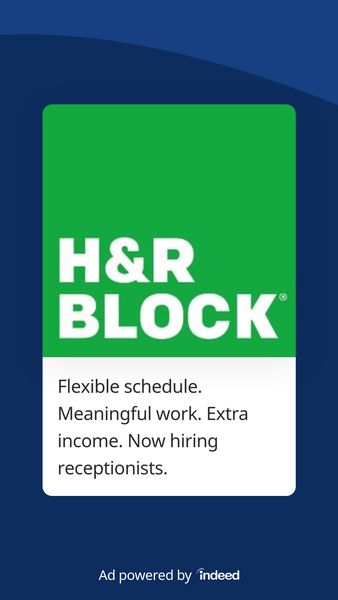 H&R
BLOCK®
Flexible schedule.
Meaningful work. Extra
income. Now hiring
receptionists.
Ad powered by indeed